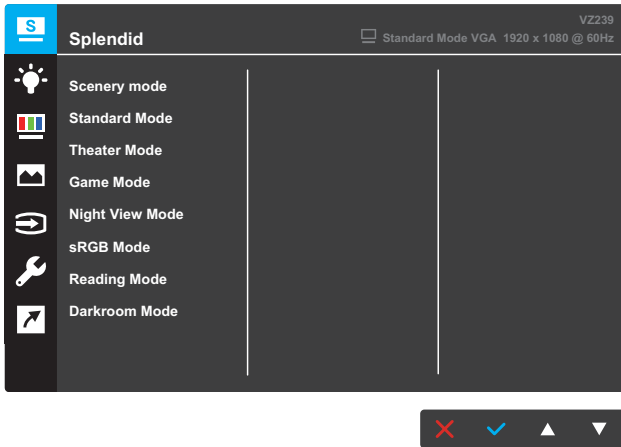 S
VZ239
Splendid
Standard Mode VGA 1920 x 1080 @ 60Hz
Scenery mode
Standard Mode
Theater Mode
Game Mode
Night View Mode
sRGB Mode
Reading Mode
Darkroom Mode